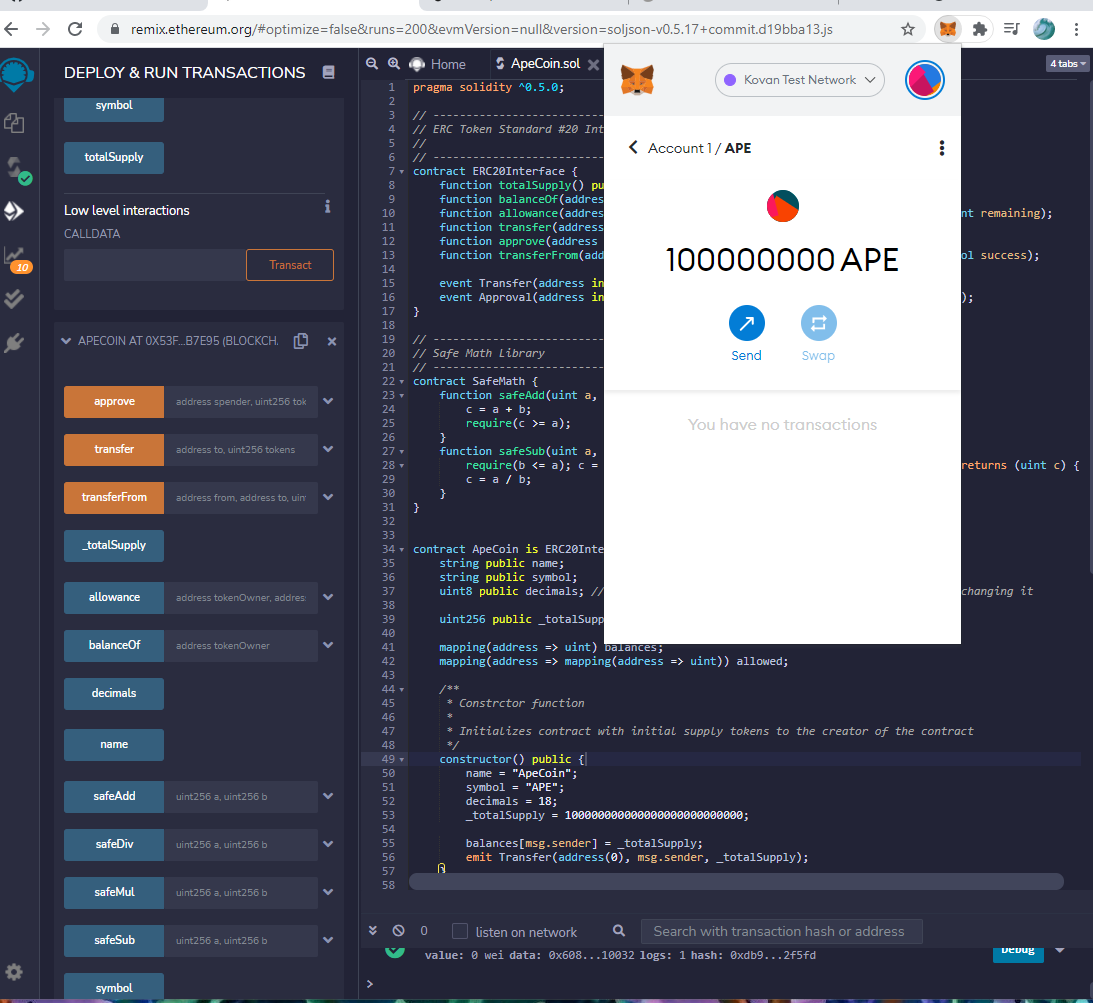 remix.ethereum.org/#optimize=false&runs=200&evmVersion=null&version=soljson-v0.5.17+commit.d19bba13.js
DEPLOY & RUN TRANSACTIONS
symbol
totalSupply
Low level interactions
i
CALLDATA
Transact
10
APECOIN AT 0X53F...B7E95 (BLOCKCH
approve address spender, uint256 tok
transfer address to, uint256 tokens
transferFrom address from, address to, uin
_totalSupply
allowance address tokenOwner, addres
balanceOf address tokenOwner
decimals
name
safeAdd uint256 a, uint256 b
safeDiv uint256 a, uint256 b
safeMul uint256 a, uint256 b
safeSub uint256 a, uint256 b
symbol
Home
ApeCoin.sol
4 tabs
1 pragma solidity ^0.5.0;
2
3 // --------------------------
4 // ERC Token Standard #20 Int
5 //
6 // --------------------------
7 contract ERC20Interface {
8 function totalSupply() pu
9 function balanceOf(addres
10 function allowance(addres nt remaining);
11 function transfer(address
12 function approve(address
13 function transferFrom(add ol success);
14
15 event Transfer(address in
16 event Approval(address in );
17 }
18
19 // --------------------------
20 // Safe Math Library
21 // --------------------------
22 contract SafeMath {
23 function safeAdd(uint a,
24 c = a + b;
25 require(c >= a);
26 }
27 function safeSub(uint a,
28 require(b <= a); c = returns (uint c) {
29 c = a / b;
30 }
31 }
32
33
34 contract ApeCoin is ERC20Inte
35 string public name;
36 string public symbol;
37 uint8 public decimals; // changing it
38
39 uint256 public _totalSupp
40
41 mapping(address => uint) balances;
42 mapping(address => mapping(address => uint)) allowed;
43
44 /**
45 * Constrctor function
46 *
47 * Initializes contract with initial supply tokens to the creator of the contract
48 */
49 constructor() public {
50 name = "ApeCoin";
51 symbol = "APE";
52 decimals = 18;
53 _totalSupply = 100000000000000000000000000;
54
55 balances[msg.sender] = _totalSupply;
56 emit Transfer(address(0), msg.sender, _totalSupply);
57 }
58
Kovan Test Network
Account 1 / APE
100000000 APE
Send
Swap
You have no transactions
0
listen on network
Search with transaction hash or address
value: 0 wei data: 0x608...10032 logs: 1 hash: 0xdb9...2f5fd
Debug
>